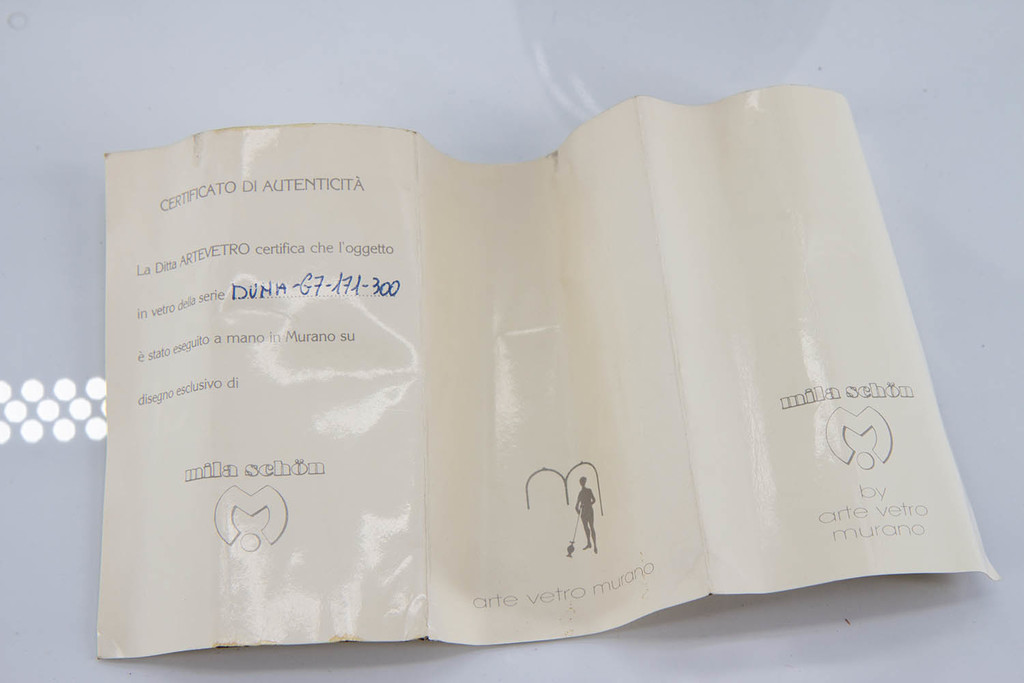 CERTIFICATO DI AUTENTICITÀ
La Ditta ARTEVETRO certifica che l'oggetto
in vetro della serie DUNA-G7-171-300
è stato eseguito a mano in Murano su
disegno esclusivo di
mila schön
arte vetro murano
mila schön
by
arte vetro
murano